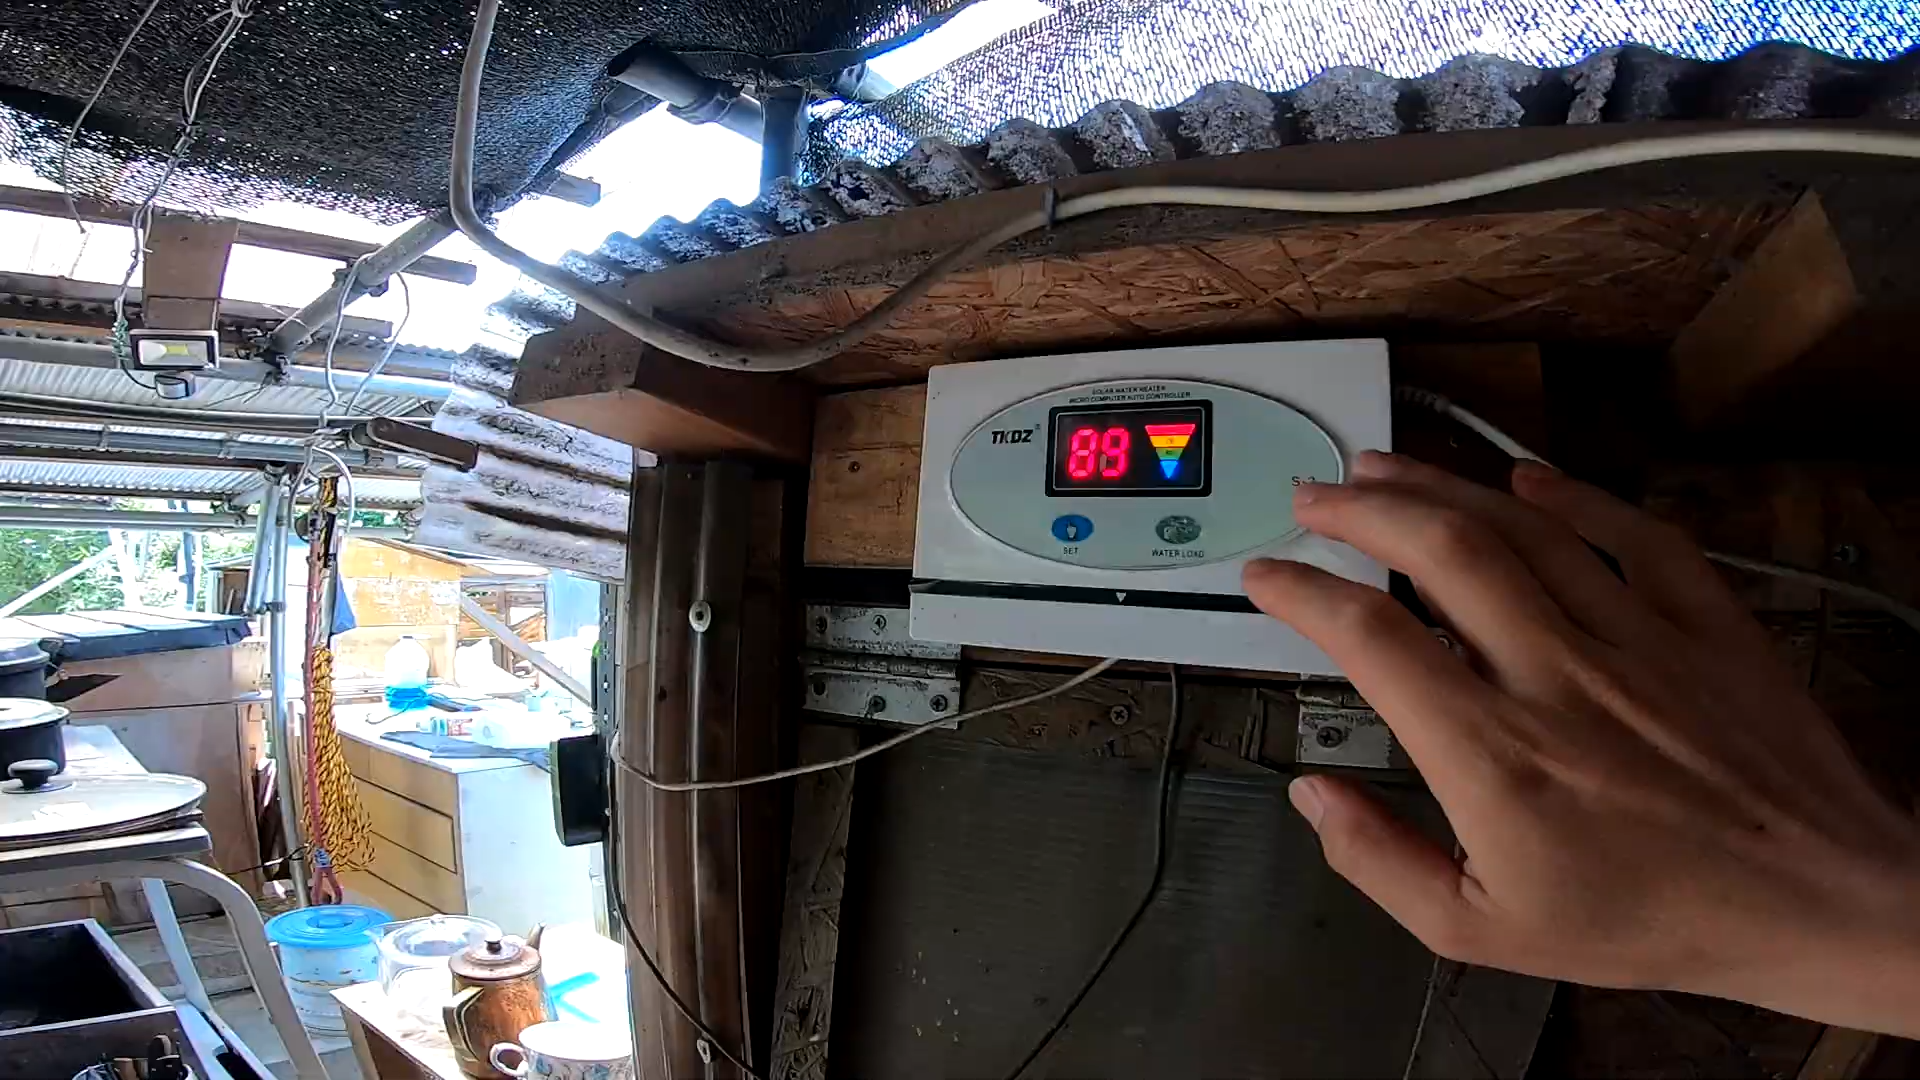 SOLAR WATER HEATER
MICRO COMPUTER AUTO CONTROLLER
TKDZ®
89
SET
WATER LOAD